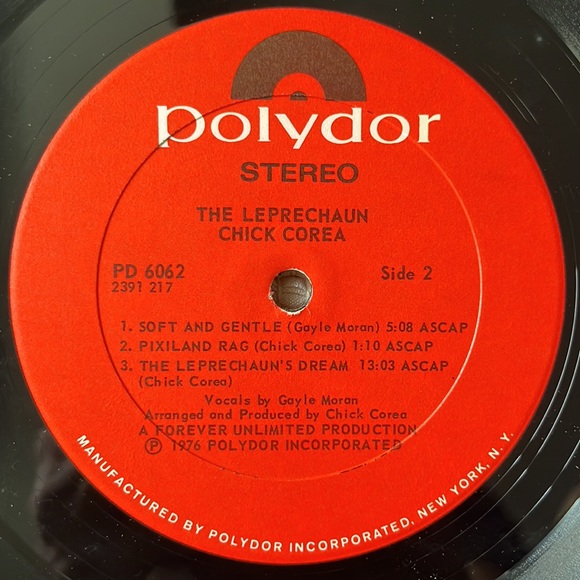 polydor
STEREO
THE LEPRECHAUN
CHICK COREA
PD 6062
2391 217
Side 2
1. SOFT AND GENTLE (Gayle Moran) 5:08 ASCAP
2. PIXILAND RAG (Chick Corea) 1:10 ASCAP
3. THE LEPRECHAUN'S DREAM 13:03 ASCAP
(Chick Corea)
Vocals by Gayle Moran
Arranged and Produced by Chick Corea
A FOREVER UNLIMITED PRODUCTION
Ⓟ 1976 POLYDOR INCORPORATED
MANUFACTURED BY POLYDOR INCORPORATED, NEW YORK, N.Y.